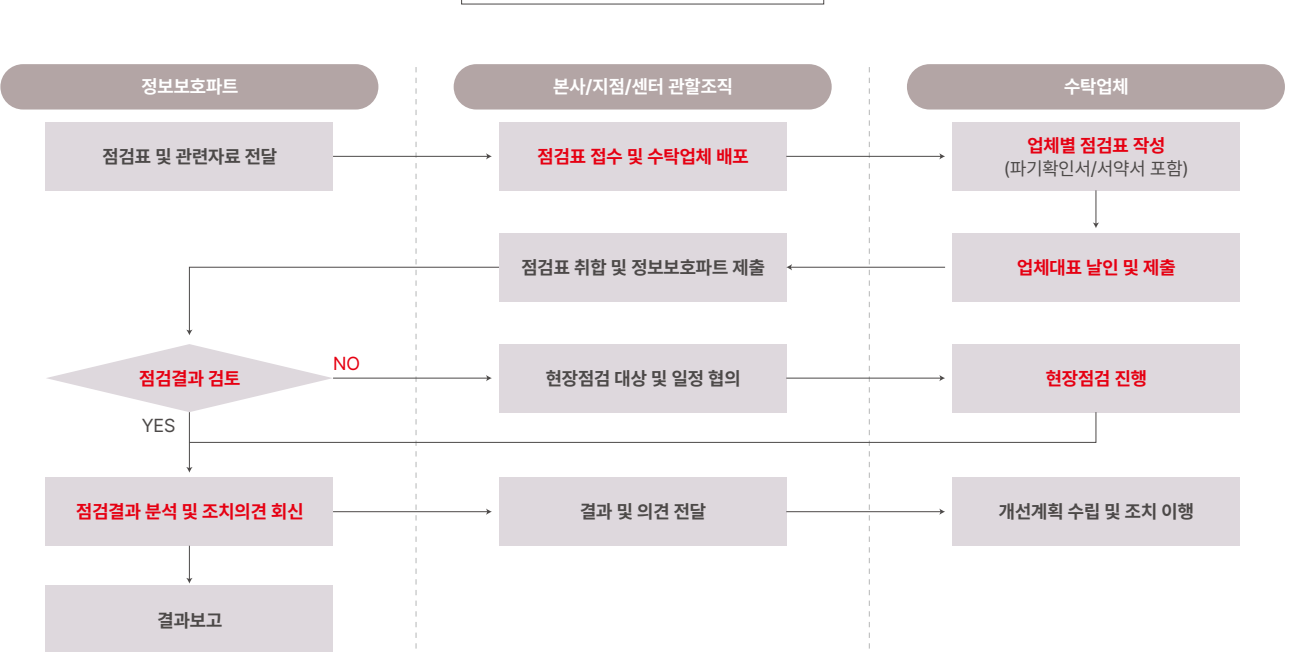 정보보호파트
본사/지점/센터 관할조직
수탁업체
점검표 및 관련자료 전달
점검표 접수 및 수탁업체 배포
업체별 점검표 작성
(파기확인서/서약서 포함)
점검표 취합 및 정보보호파트 제출
업체대표 날인 및 제출
점검결과 검토
NO
현장점검 대상 및 일정 협의
현장점검 진행
YES
점검결과 분석 및 조치의견 회신
결과 및 의견 전달
개선계획 수립 및 조치 이행
결과보고